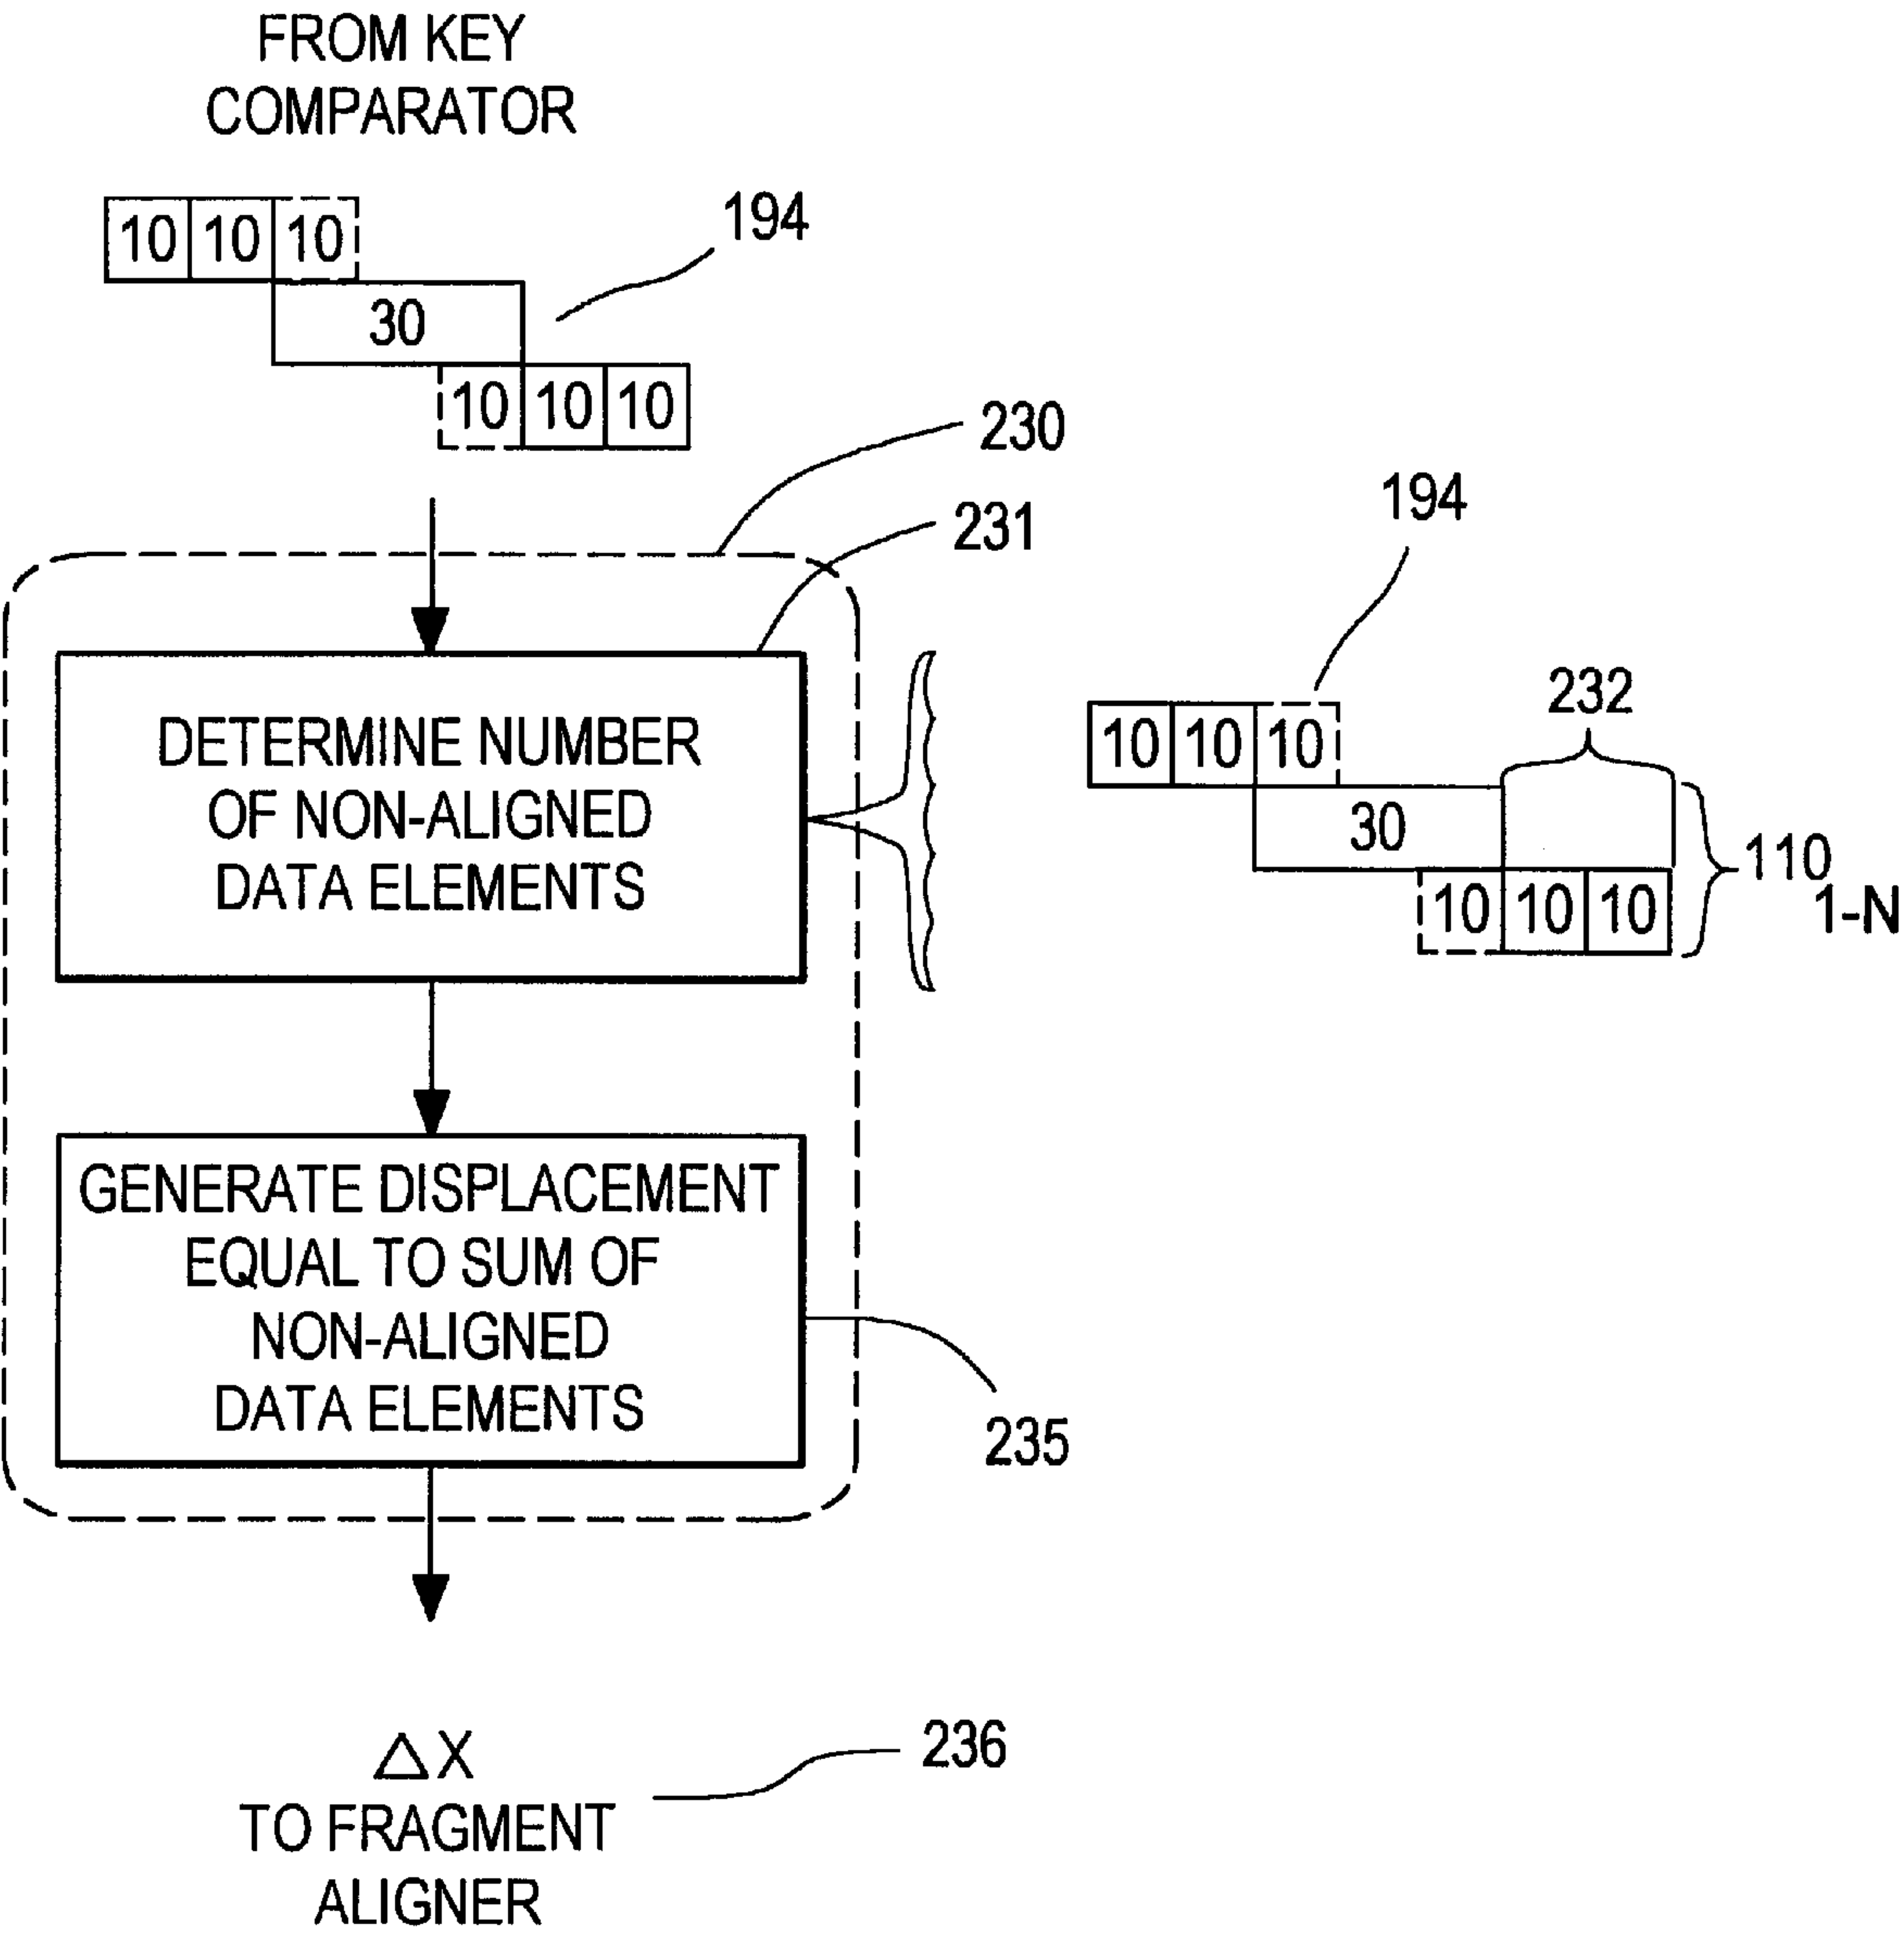 FROM KEY
COMPARATOR
10 10 10
194
30
10 10 10
230
231
194
DETERMINE NUMBER
OF NON-ALIGNED
DATA ELEMENTS
10 10 10
232
30
110 1-N
10 10 10
GENERATE DISPLACEMENT
EQUAL TO SUM OF
NON-ALIGNED
DATA ELEMENTS
235
△X
TO FRAGMENT
ALIGNER
236